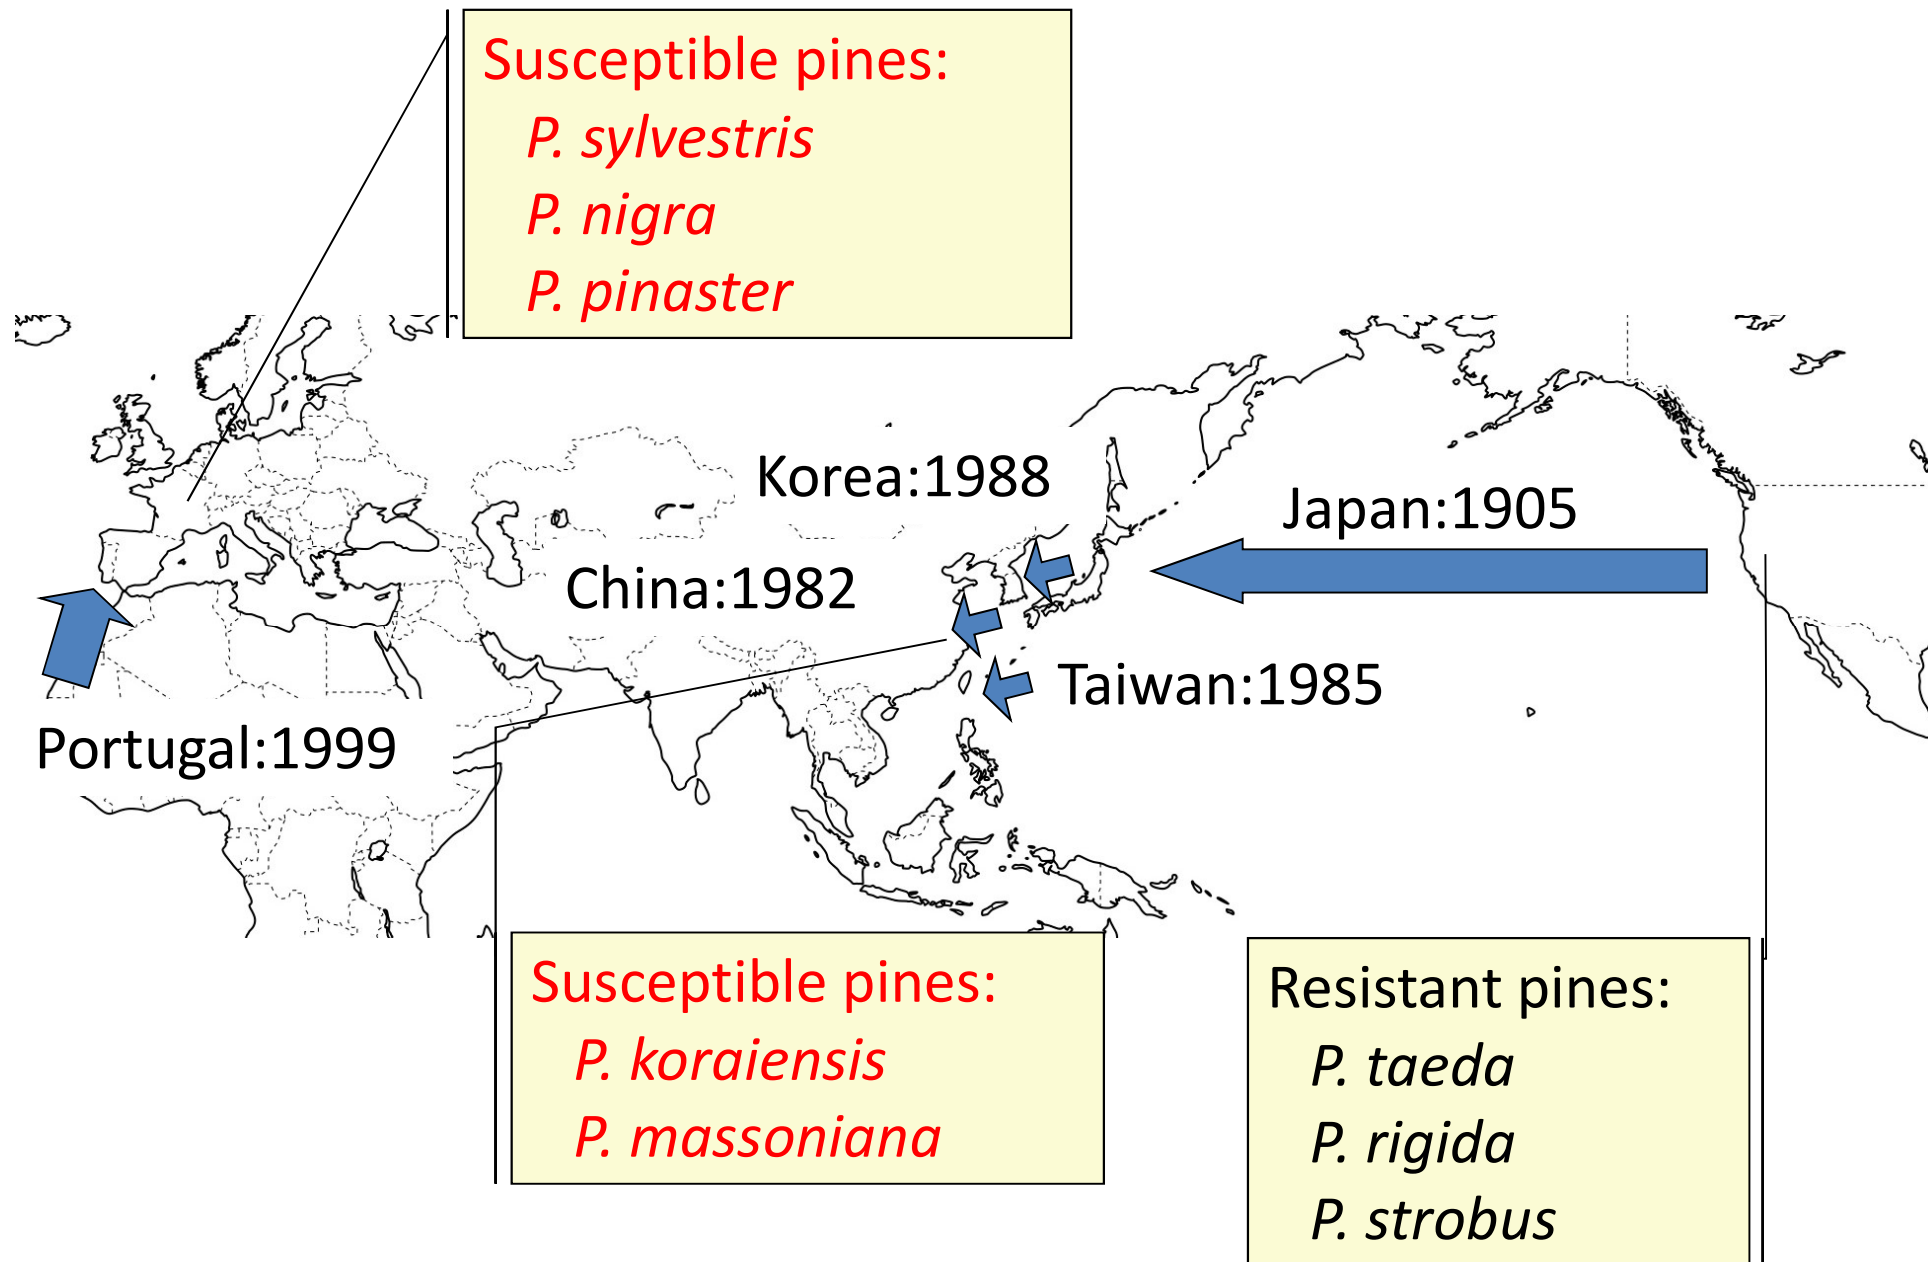 Susceptible pines:
P. sylvestris
P. nigra
P. pinaster
Korea:1988
Japan:1905
China:1982
Taiwan:1985
Portugal:1999
Susceptible pines:
P. koraiensis
P. massoniana
Resistant pines:
P. taeda
P. rigida
P. strobus